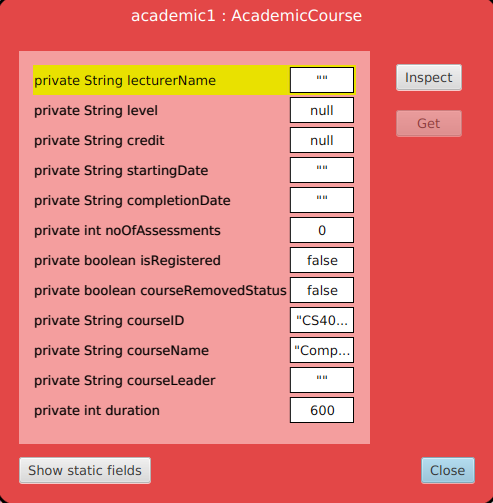 academic1 : AcademicCourse
private String lecturerName ""
Inspect
private String level null
private String credit null
Get
private String startingDate ""
private String completionDate ""
private int noOfAssessments 0
private boolean isRegistered false
private boolean courseRemovedStatus false
private String courseID "CS40...
private String courseName "Comp...
private String courseLeader ""
private int duration 600
Show static fields
Close